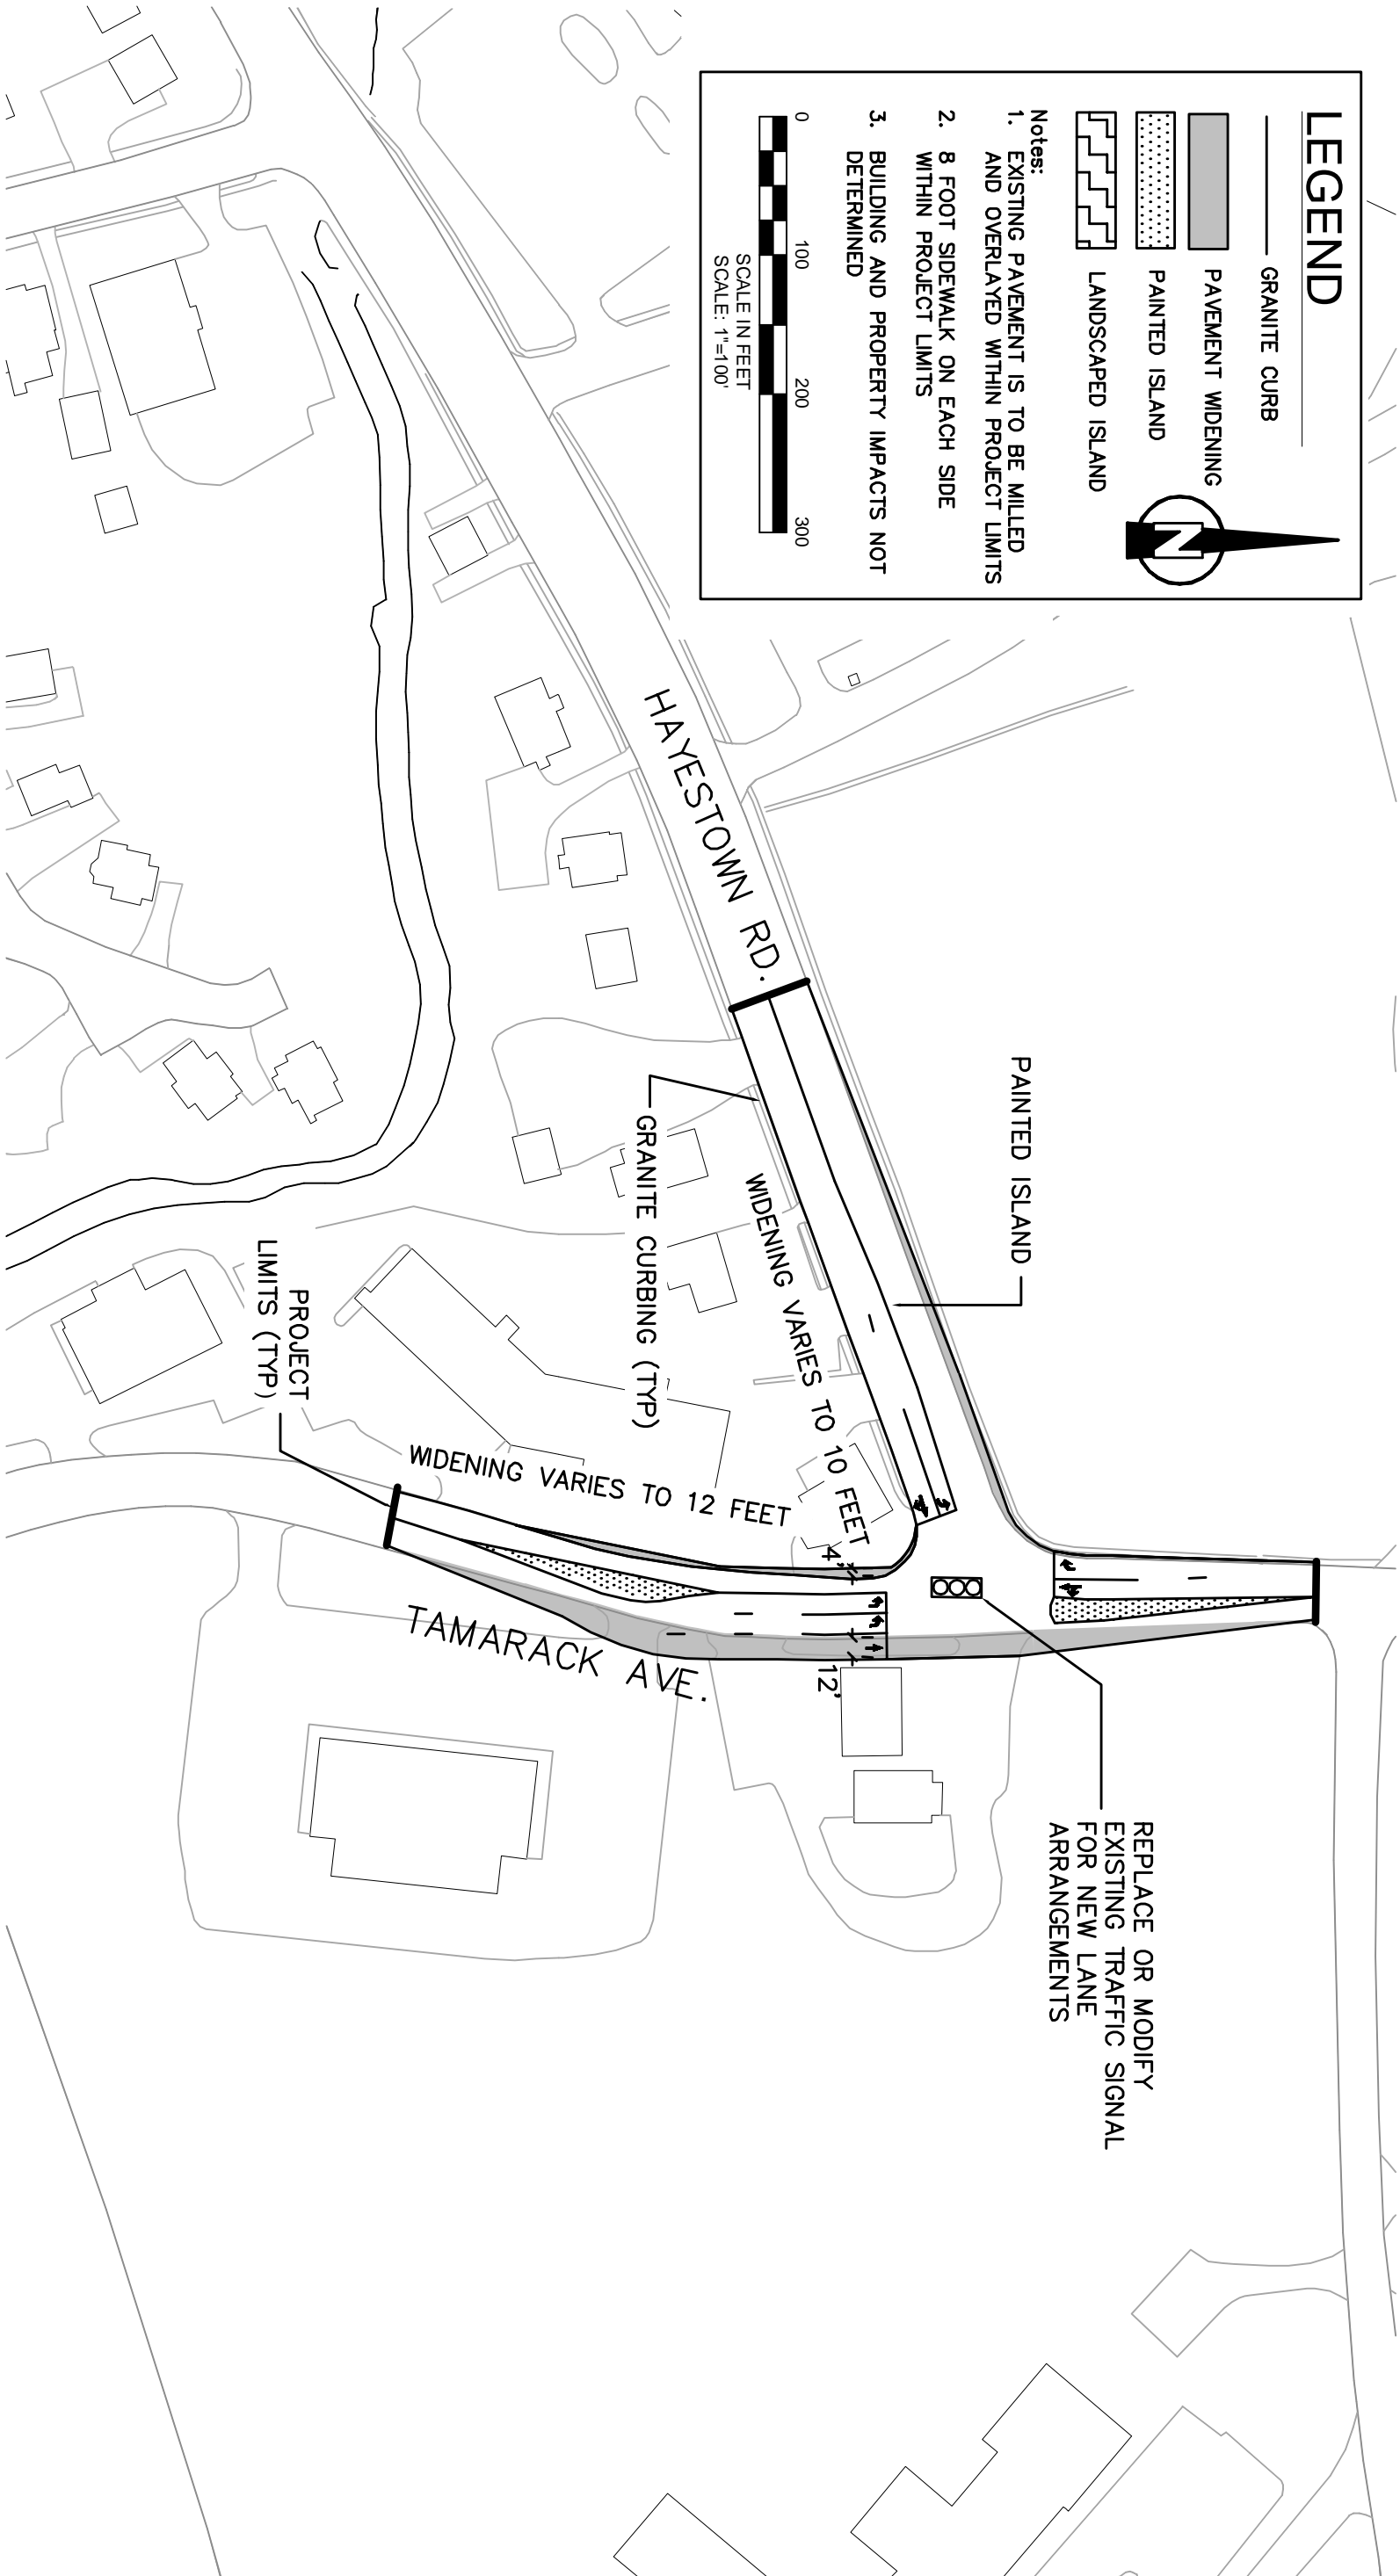 LEGEND
GRANITE CURB
PAVEMENT WIDENING
PAINTED ISLAND
LANDSCAPED ISLAND
N
Notes:
1. EXISTING PAVEMENT IS TO BE MILLED
AND OVERLAYED WITHIN PROJECT LIMITS
2. 8 FOOT SIDEWALK ON EACH SIDE
WITHIN PROJECT LIMITS
3. BUILDING AND PROPERTY IMPACTS NOT
DETERMINED
0 100 200 300
SCALE IN FEET
SCALE: 1"=100'
HAYESTOWN RD.
PAINTED ISLAND
GRANITE CURBING (TYP)
WIDENING VARIES TO 10 FEET
PROJECT
LIMITS (TYP)
WIDENING VARIES TO 12 FEET
4'
12'
TAMARACK AVE.
REPLACE OR MODIFY
EXISTING TRAFFIC SIGNAL
FOR NEW LANE
ARRANGEMENTS